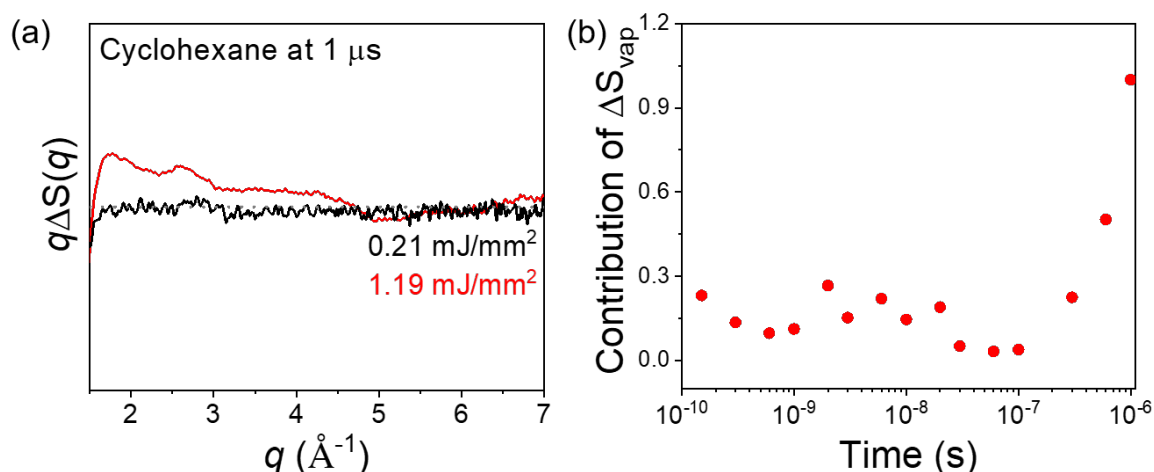 (a)
Cyclohexane at 1 μs
qΔS(q)
0.21 mJ/mm²
1.19 mJ/mm²
2 3 4 5 6 7
q (Å⁻¹)
(b)
Contribution of ΔS_vap
1.2
0.9
0.6
0.3
0.0
10⁻¹⁰ 10⁻⁹ 10⁻⁸ 10⁻⁷ 10⁻⁶
Time (s)